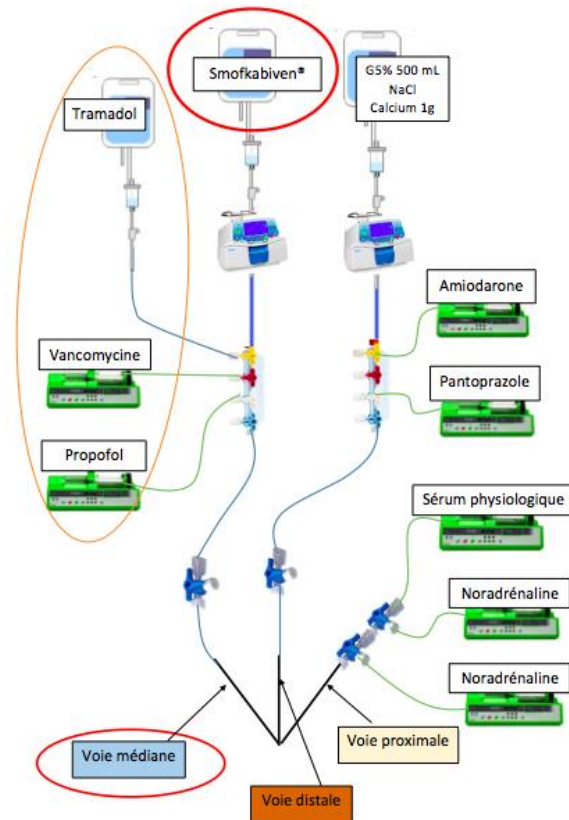 Smofkabiven®
G5% 500 mL
NaCl
Calcium 1g
Tramadol
Amiodarone
Vancomycine
Pantoprazole
Propofol
Sérum physiologique
Noradrénaline
Noradrénaline
Voie médiane
Voie proximale
Voie distale